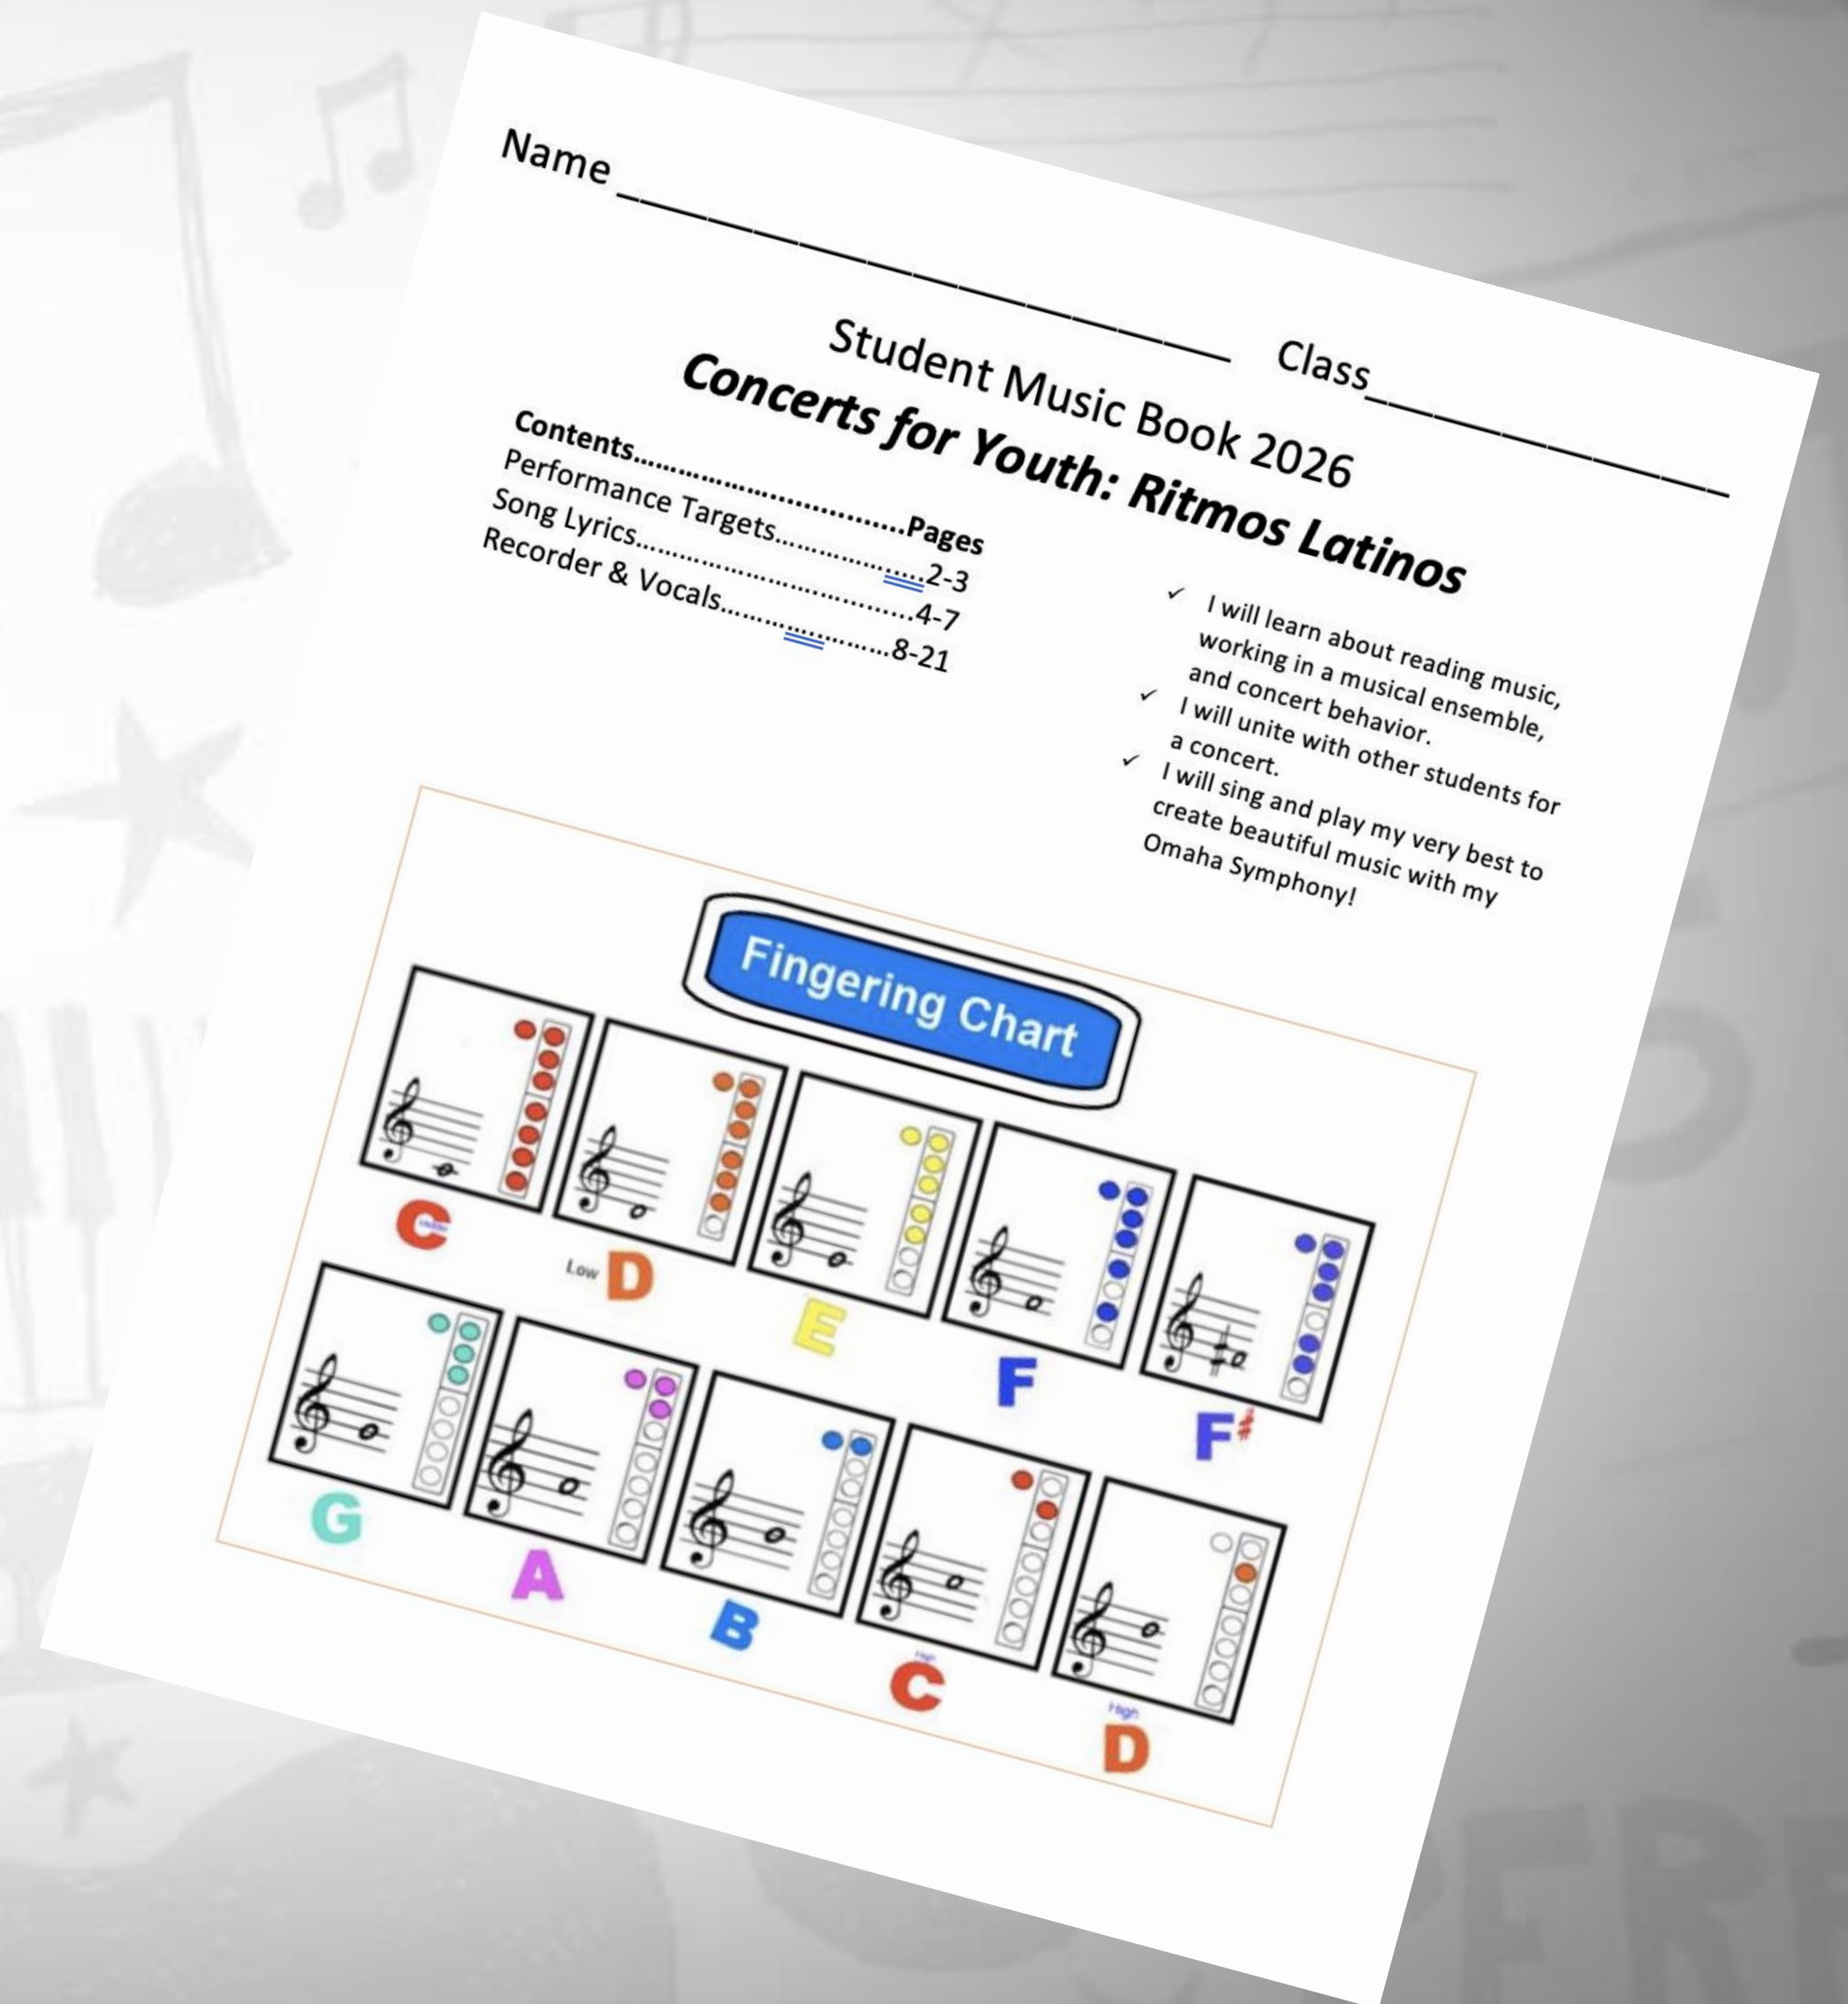 Name ______________________________ Class__________________
Student Music Book 2026
Concerts for Youth: Ritmos Latinos
Contents.......................................Pages
Performance Targets......................2-3
Song Lyrics.......................................4-7
Recorder & Vocals.........................8-21
✓ I will learn about reading music,
working in a musical ensemble,
and concert behavior.
✓ I will unite with other students for
a concert.
✓ I will sing and play my very best to
create beautiful music with my
Omaha Symphony!
Fingering Chart
C
Low D
E
F
F#
G
A
B
High
C
High
D